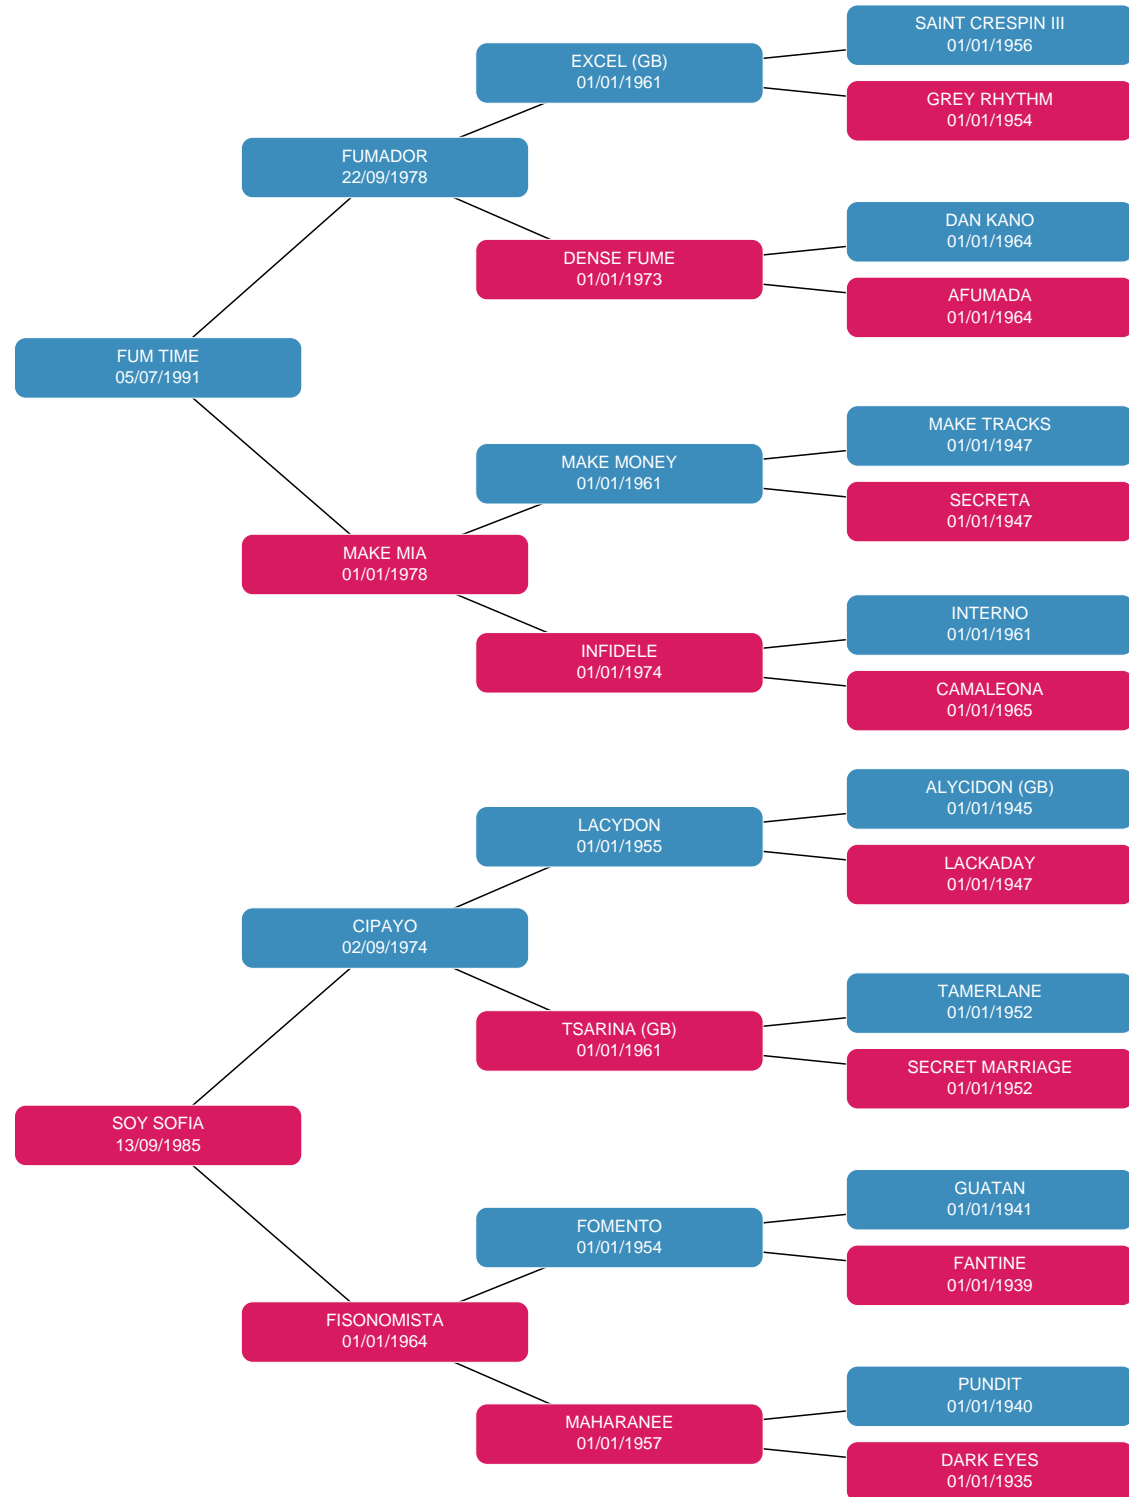 SAINT CRESPIN III
01/01/1956
EXCEL (GB)
01/01/1961
GREY RHYTHM
01/01/1954
FUMADOR
22/09/1978
DAN KANO
01/01/1964
DENSE FUME
01/01/1973
AFUMADA
01/01/1964
FUM TIME
05/07/1991
MAKE TRACKS
01/01/1947
MAKE MONEY
01/01/1961
SECRETA
01/01/1947
MAKE MIA
01/01/1978
INTERNO
01/01/1961
INFIDELE
01/01/1974
CAMALEONA
01/01/1965
ALYCIDON (GB)
01/01/1945
LACYDON
01/01/1955
LACKADAY
01/01/1947
CIPAYO
02/09/1974
TAMERLANE
01/01/1952
TSARINA (GB)
01/01/1961
SECRET MARRIAGE
01/01/1952
SOY SOFIA
13/09/1985
GUATAN
01/01/1941
FOMENTO
01/01/1954
FANTINE
01/01/1939
FISONOMISTA
01/01/1964
PUNDIT
01/01/1940
MAHARANEE
01/01/1957
DARK EYES
01/01/1935